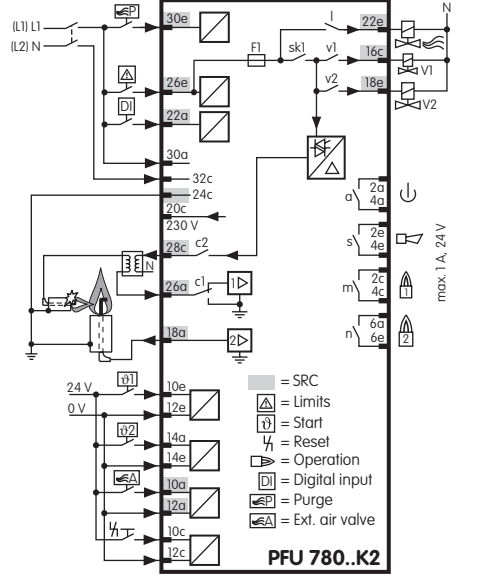 30e
P
(L1) L1
(L2) N
26e
DI
22a
30a
32c
24c
20c
230 V
28c
c2
N
26a
c1
1
18a
2
24 V
ϑ1
10e
0 V
12e
ϑ2
14a
14e
A
10a
12a
10c
12c
F1
sk1
I
v1
v2
22e
16c
18e
N
V1
V2
a
2a
4a
s
2e
4e
m
2c
4c
1
n
6a
6e
2
max. 1 A, 24 V
= SRC
= Limits
ϑ = Start
= Reset
= Operation
DI = Digital input
P = Purge
A = Ext. air valve
PFU 780..K2